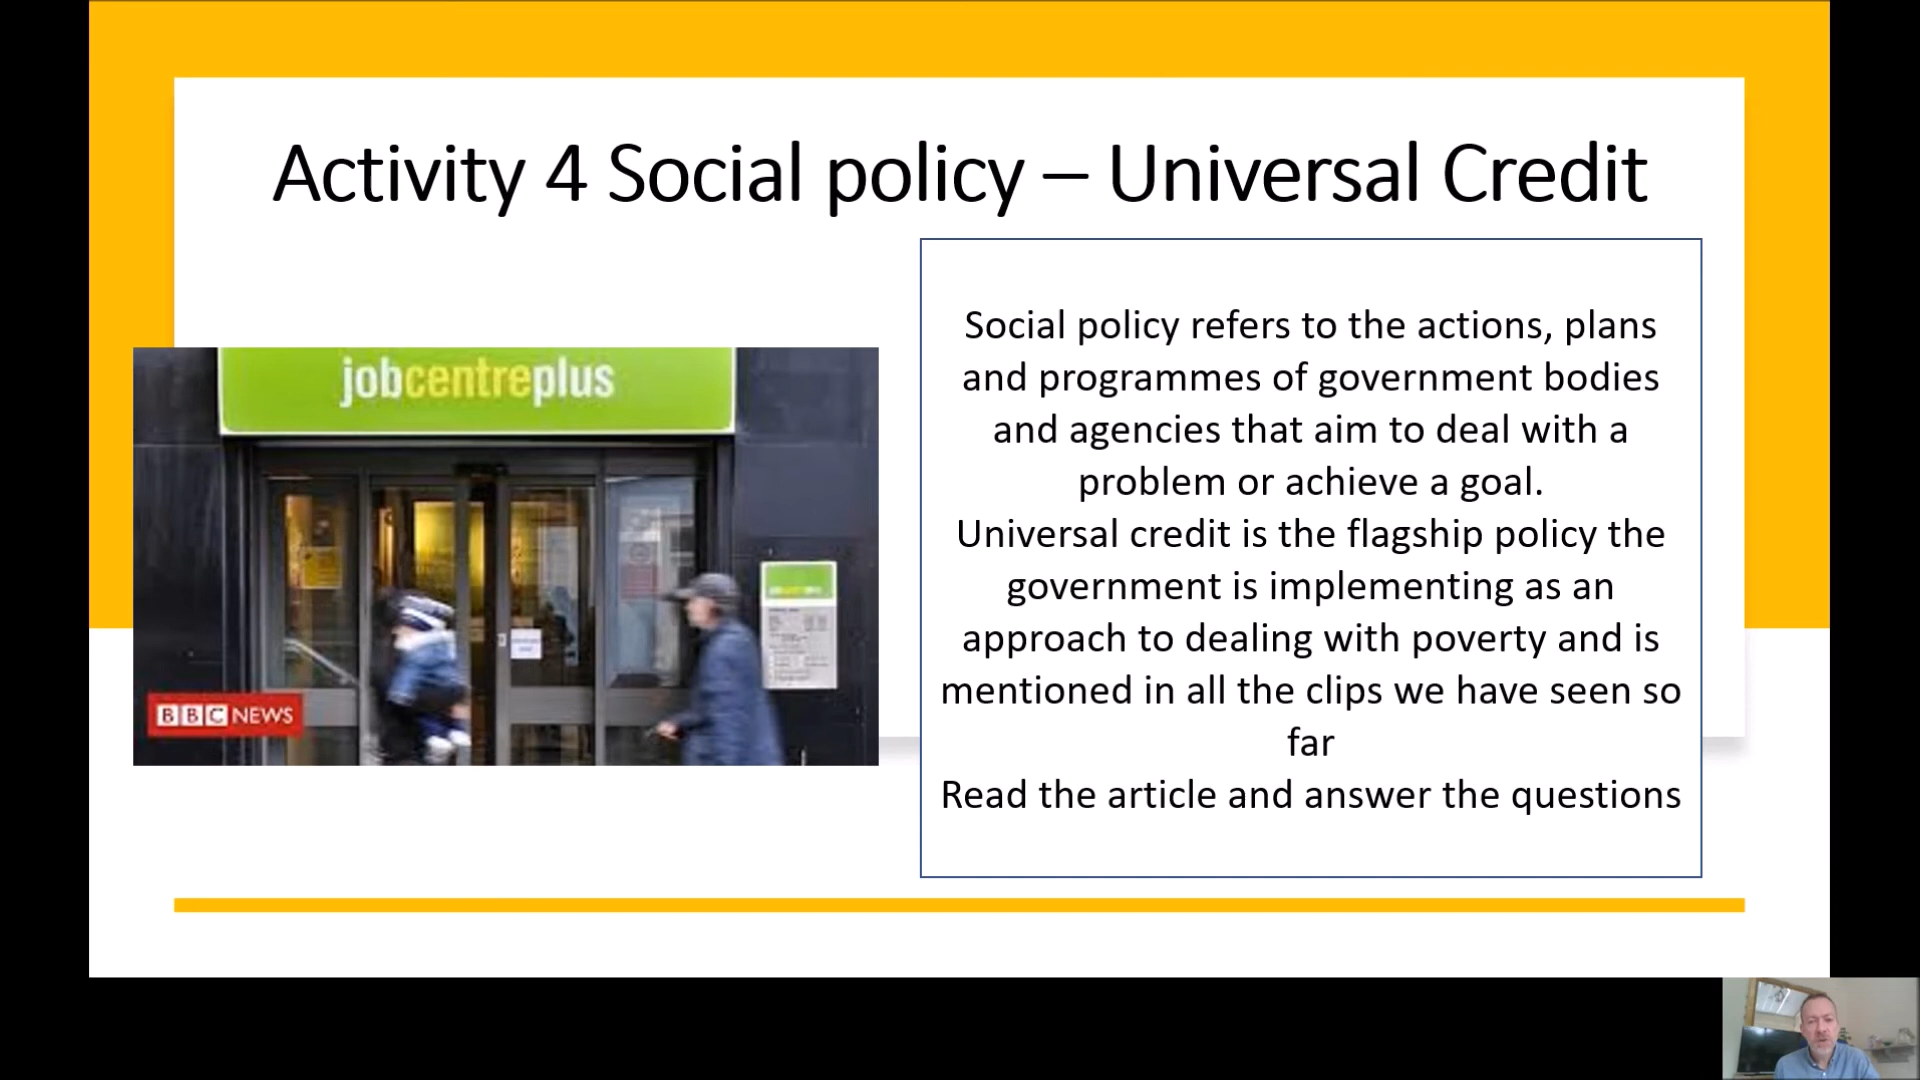 Activity 4 Social policy – Universal Credit
jobcentreplus
BBC NEWS
Social policy refers to the actions, plans
and programmes of government bodies
and agencies that aim to deal with a
problem or achieve a goal.
Universal credit is the flagship policy the
government is implementing as an
approach to dealing with poverty and is
mentioned in all the clips we have seen so
far
Read the article and answer the questions